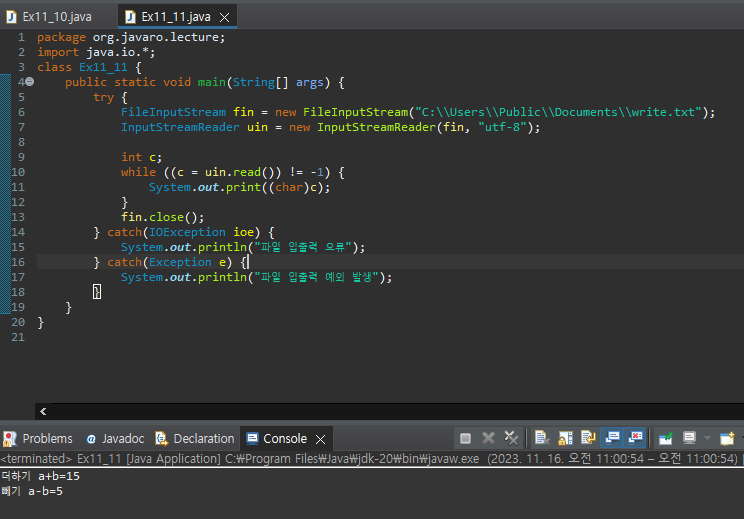 Ex11_10.java Ex11_11.java
1 package org.javaro.lecture;
2 import java.io.*;
3 class Ex11_11 {
4 public static void main(String[] args) {
5 try {
6 FileInputStream fin = new FileInputStream("C:\\Users\\Public\\Documents\\write.txt");
7 InputStreamReader uin = new InputStreamReader(fin, "utf-8");
8
9 int c;
10 while ((c = uin.read()) != -1) {
11 System.out.print((char)c);
12 }
13 fin.close();
14 } catch(IOException ioe) {
15 System.out.println("파일 입출력 오류");
16 } catch(Exception e) {
17 System.out.println("파일 입출력 예외 발생");
18 }
19 }
20 }
21
Problems @ Javadoc Declaration Console
<terminated> Ex11_11 [Java Application] C:₩Program Files₩Java₩jdk-20₩bin₩javaw.exe (2023. 11. 16. 오전 11:00:54 – 오전 11:00:54)
더하기 a+b=15
빼기 a-b=5